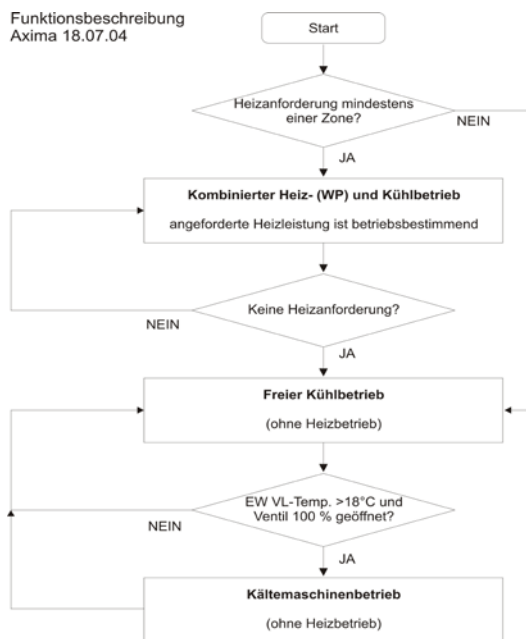 Funktionsbeschreibung
Axima 18.07.04
Start
Heizanforderung mindestens
einer Zone?
NEIN
JA
Kombinierter Heiz- (WP) und Kühlbetrieb
angeforderte Heizleistung ist betriebsbestimmend
Keine Heizanforderung?
NEIN
JA
Freier Kühlbetrieb
(ohne Heizbetrieb)
EW VL-Temp. >18°C und
Ventil 100 % geöffnet?
NEIN
JA
Kältemaschinenbetrieb
(ohne Heizbetrieb)